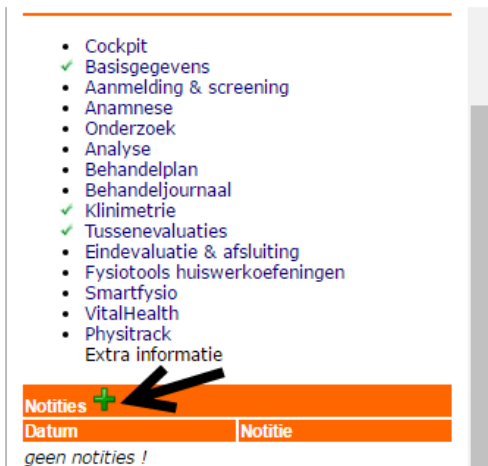 Cockpit
Basisgegevens
Aanmelding & screening
Anamnese
Onderzoek
Analyse
Behandelplan
Behandeljournaal
Klinimetrie
Tussenevaluaties
Eindevaluatie & afsluiting
Fysiotools huiswerkoefeningen
Smartfysio
VitalHealth
Physitrack
Extra informatie
Notities
Datum Notitie
geen notities !